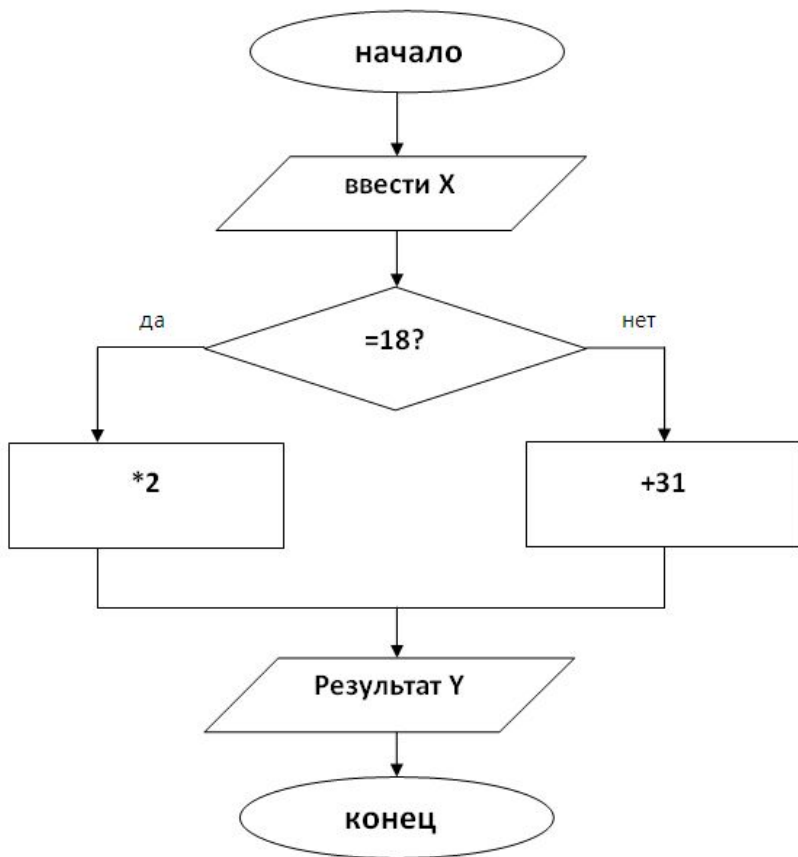 начало
ввести X
=18?
да
нет
*2
+31
Результат Y
конец